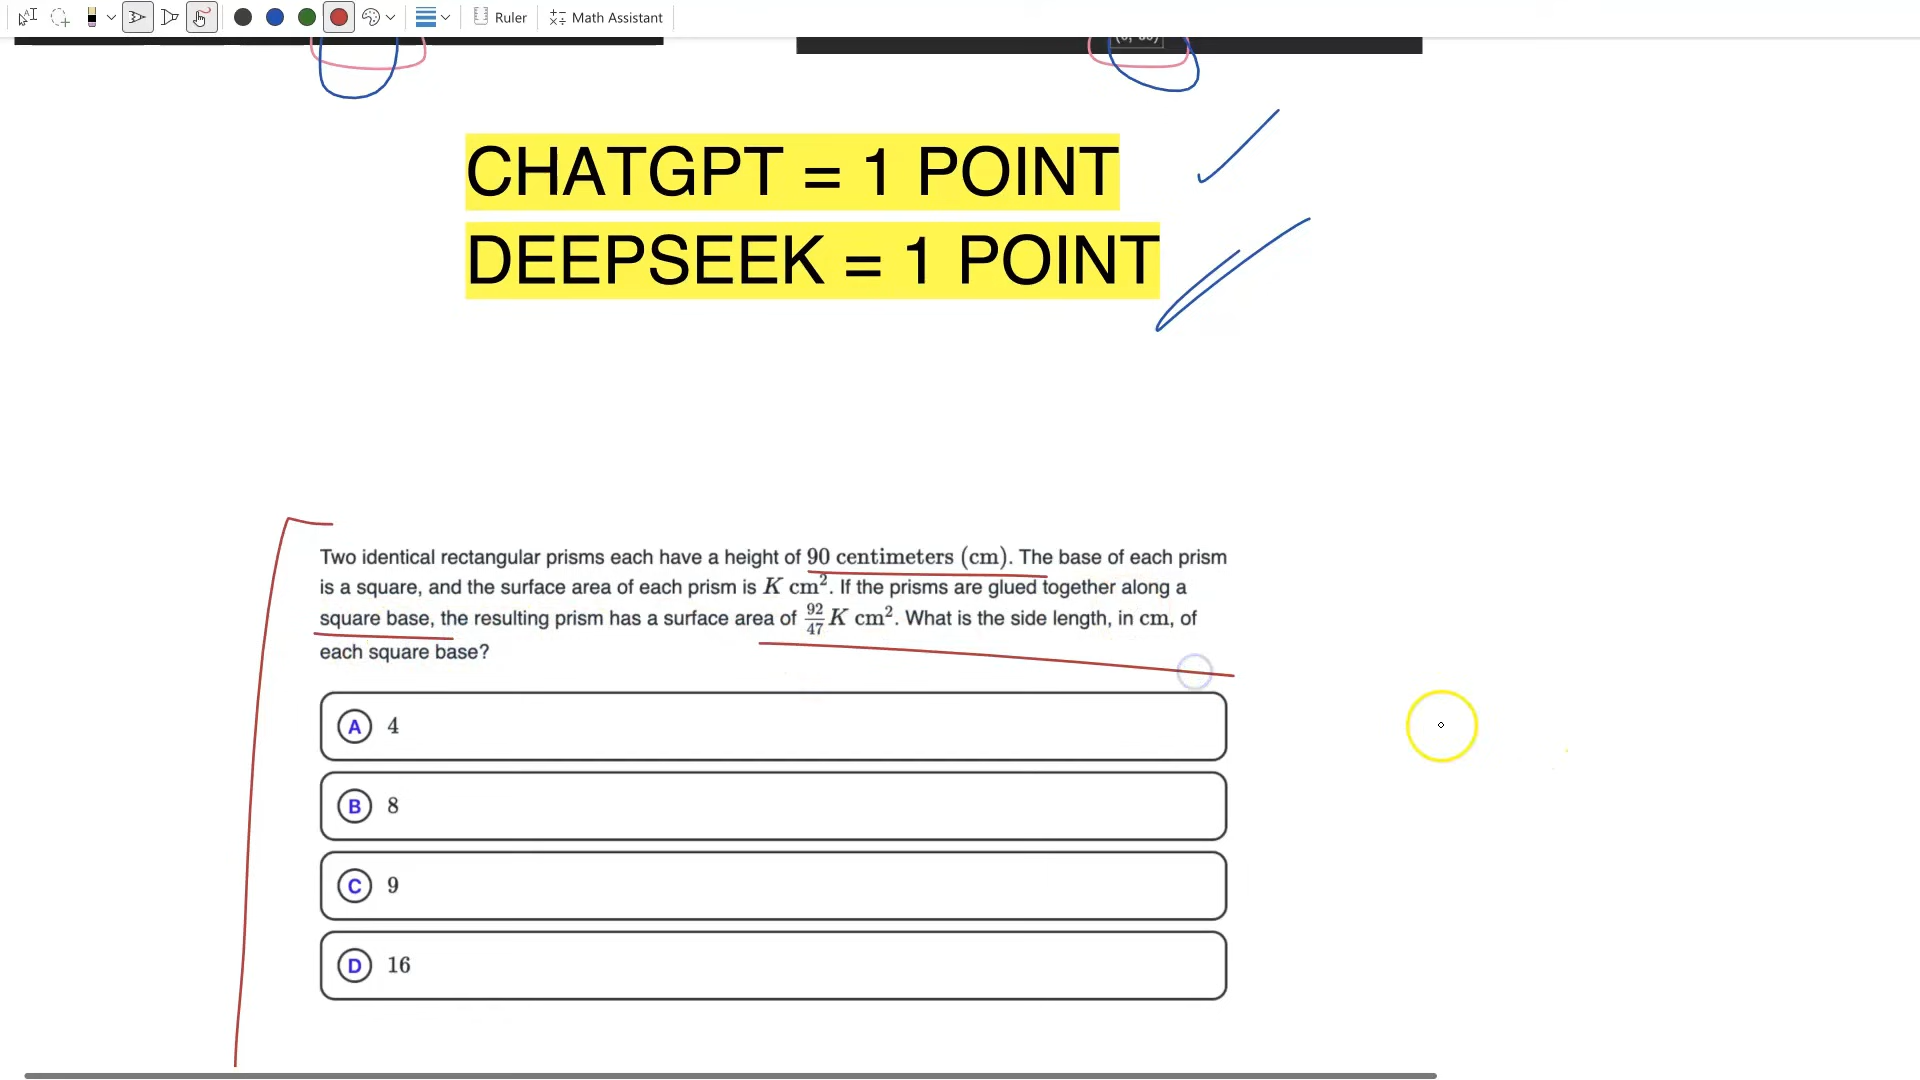 Ruler
Math Assistant
CHATGPT = 1 POINT
DEEPSEEK = 1 POINT
Two identical rectangular prisms each have a height of 90 centimeters (cm). The base of each prism
is a square, and the surface area of each prism is K cm². If the prisms are glued together along a
square base, the resulting prism has a surface area of 92/47 K cm². What is the side length, in cm, of
each square base?
A 4
B 8
C 9
D 16